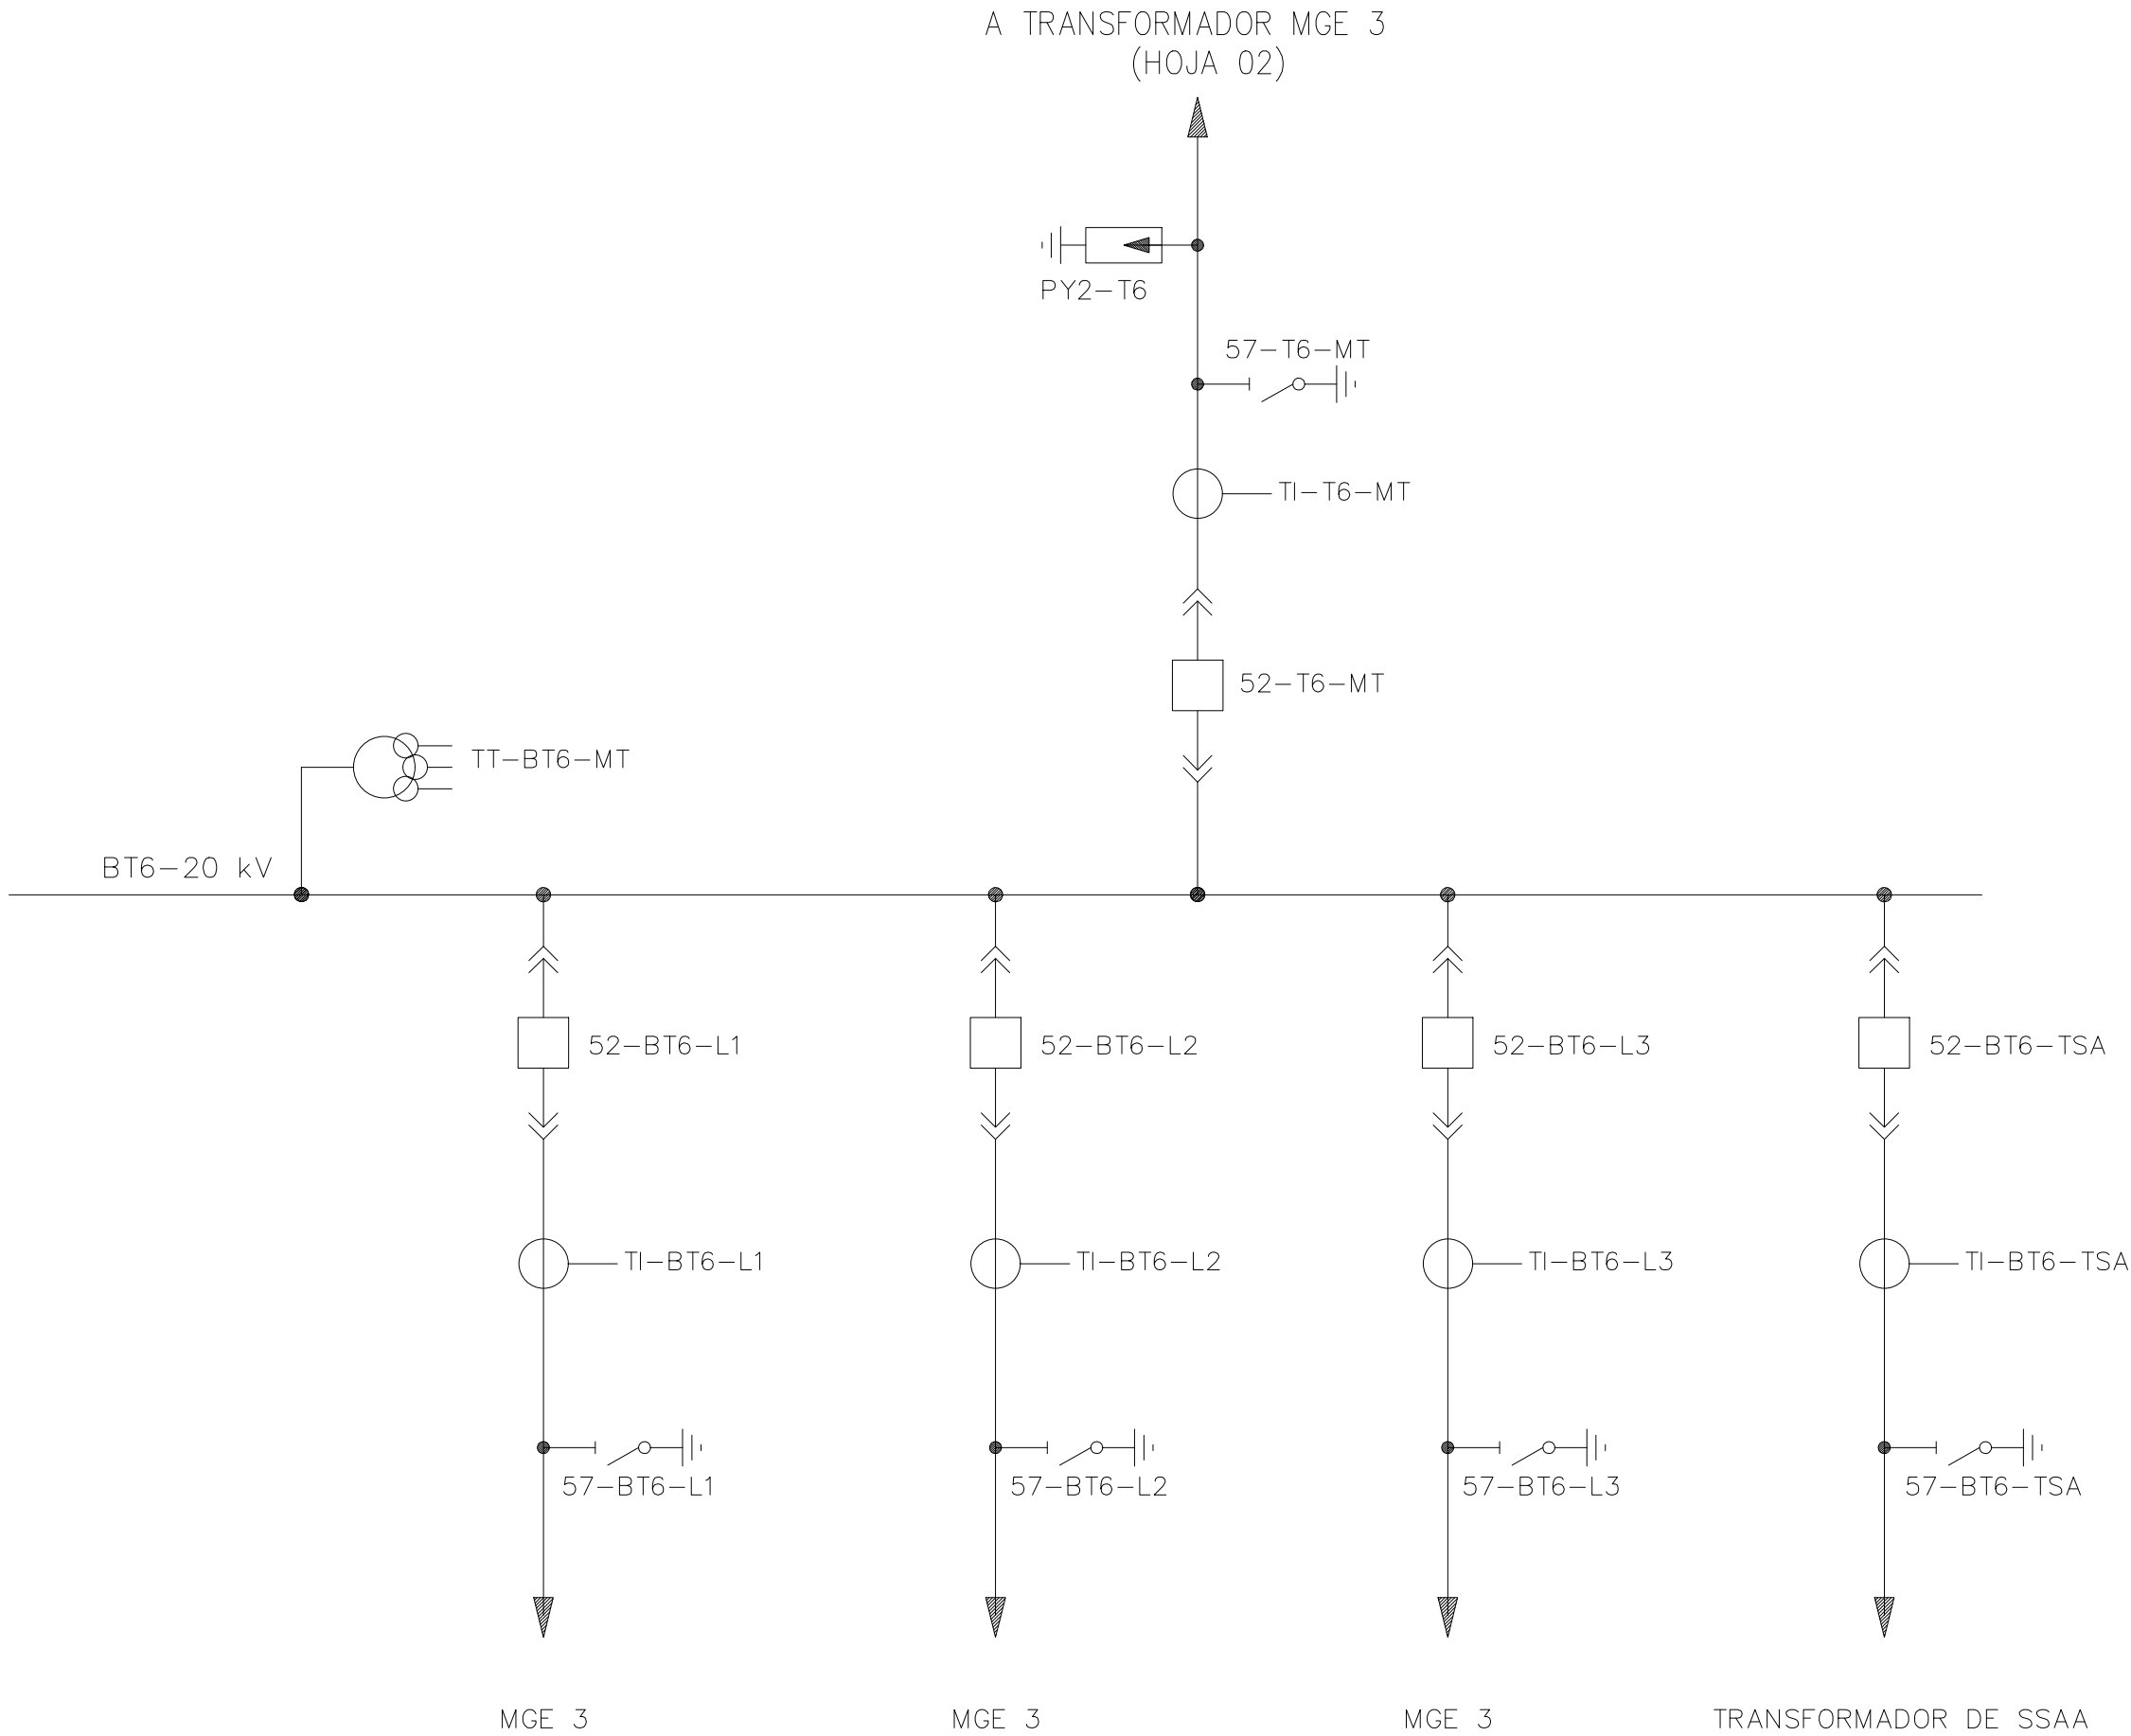 A TRANSFORMADOR MGE 3
(HOJA 02)
PY2-T6
57-T6-MT
TI-T6-MT
52-T6-MT
TT-BT6-MT
BT6-20 kV
52-BT6-L1
52-BT6-L2
52-BT6-L3
52-BT6-TSA
TI-BT6-L1
TI-BT6-L2
TI-BT6-L3
TI-BT6-TSA
57-BT6-L1
57-BT6-L2
57-BT6-L3
57-BT6-TSA
MGE 3
MGE 3
MGE 3
TRANSFORMADOR DE SSAA